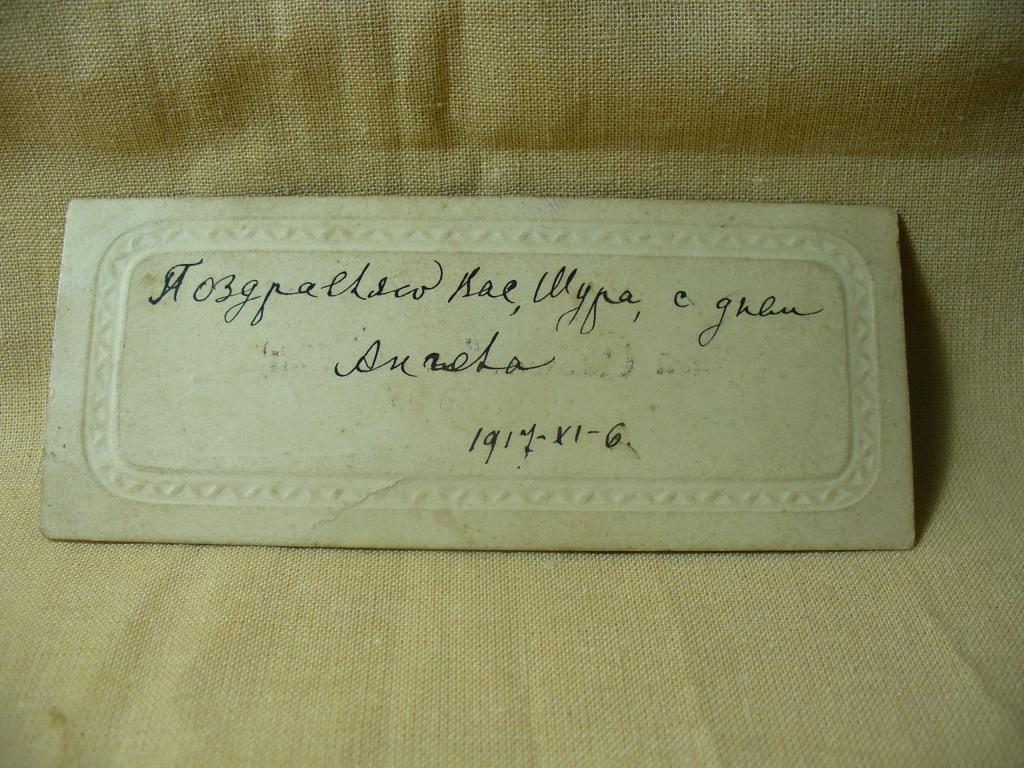 Поздравляю Вас, Шура, с днем
Ангела
1917-XI-6.